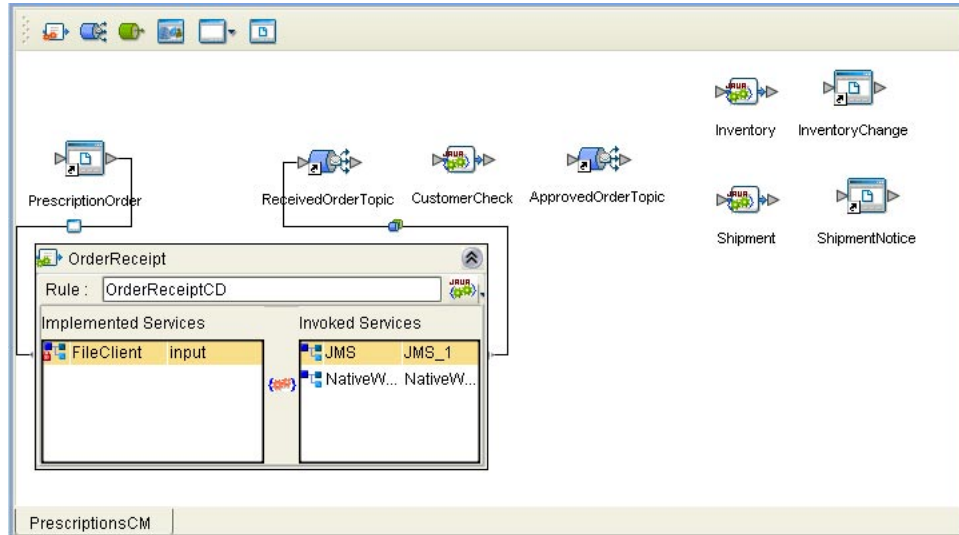 Inventory InventoryChange
PrescriptionOrder ReceivedOrderTopic CustomerCheck ApprovedOrderTopic
Shipment ShipmentNotice
OrderReceipt
Rule : OrderReceiptCD
Implemented Services Invoked Services
FileClient input JMS JMS_1
NativeW... NativeW...
PrescriptionsCM